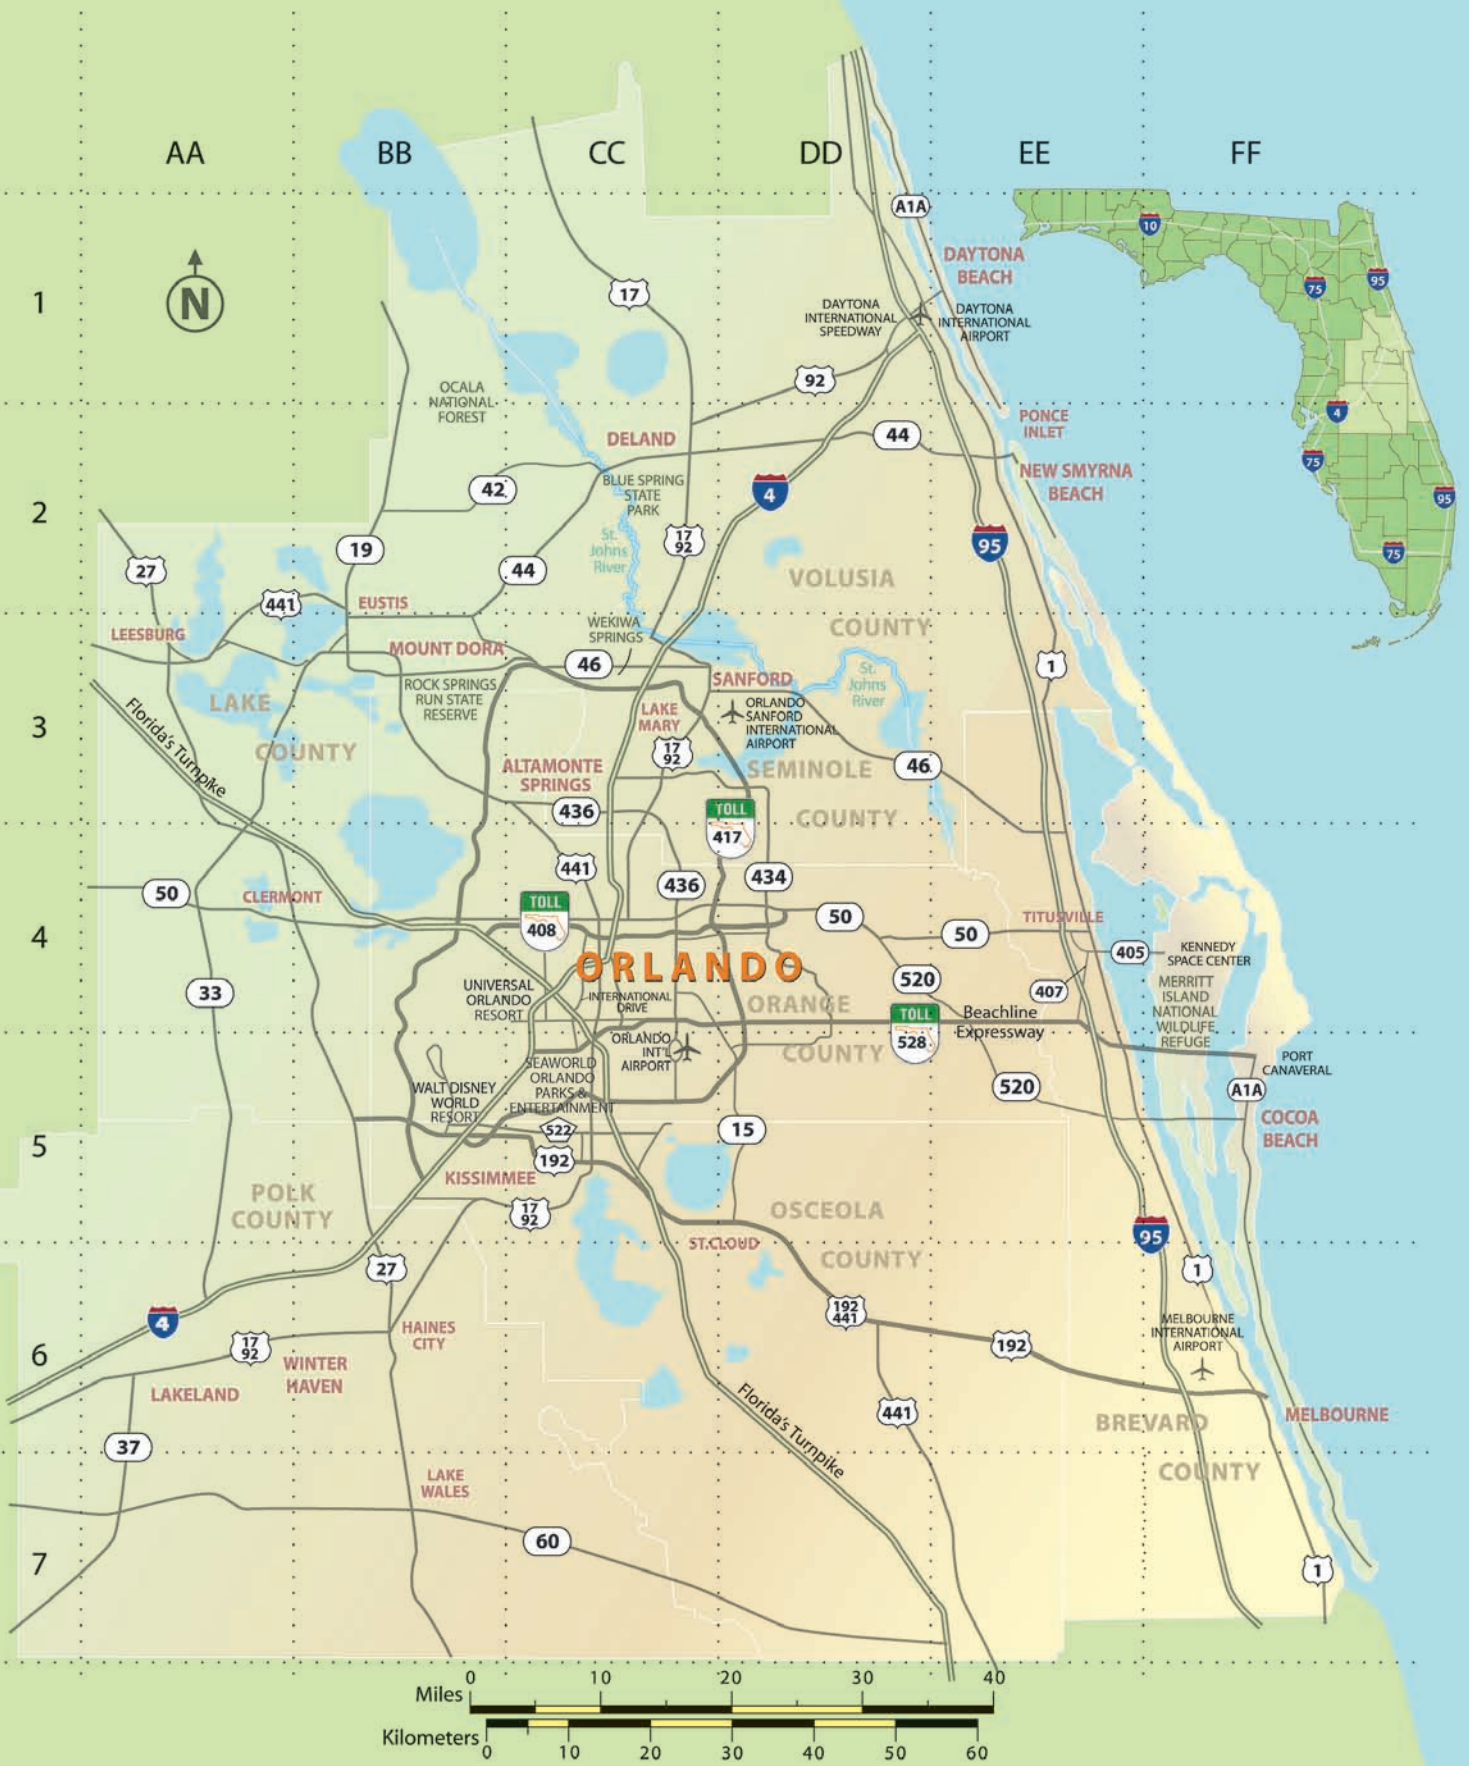 AA
BB
CC
DD
EE
FF
A1A
10
DAYTONA
BEACH
75
95
1
N
17
DAYTONA
INTERNATIONAL
SPEEDWAY
DAYTONA
INTERNATIONAL
AIRPORT
92
OCALA
NATIONAL
FOREST
4
PONCE
INLET
DELAND
44
75
NEW SMYRNA
BEACH
42
BLUE SPRING
STATE
PARK
4
95
2
19
St.
Johns
River
17
92
95
75
27
44
VOLUSIA
COUNTY
441
EUSTIS
LEESBURG
WEKIWA
SPRINGS
MOUNT DORA
46
1
SANFORD
St.
Johns
River
ROCK SPRINGS
RUN STATE
RESERVE
LAKE
COUNTY
Florida's Turnpike
LAKE
MARY
ORLANDO
SANFORD
INTERNATIONAL
AIRPORT
3
17
92
ALTAMONTE
SPRINGS
SEMINOLE
COUNTY
46
436
TOLL
417
441
436
434
50
CLERMONT
TOLL
408
50
TITUSVILLE
4
50
405
KENNEDY
SPACE CENTER
ORLANDO
520
407
33
UNIVERSAL
ORLANDO
RESORT
INTERNATIONAL
DRIVE
ORANGE
COUNTY
MERRITT
ISLAND
NATIONAL
WILDLIFE
REFUGE
TOLL
528
Beachline
Expressway
ORLANDO
INT'L
AIRPORT
PORT
CANAVERAL
SEAWORLD
ORLANDO
PARKS &
ENTERTAINMENT
WALT DISNEY
WORLD
RESORT
520
A1A
COCOA
BEACH
522
15
5
192
KISSIMMEE
POLK
COUNTY
17
92
OSCEOLA
COUNTY
95
ST.CLOUD
27
1
4
192
441
MELBOURNE
INTERNATIONAL
AIRPORT
HAINES
CITY
17
92
192
6
WINTER
HAVEN
LAKELAND
441
Florida's Turnpike
MELBOURNE
BREVARD
COUNTY
37
LAKE
WALES
60
7
1
0
10
20
30
40
Miles
Kilometers
0
10
20
30
40
50
60